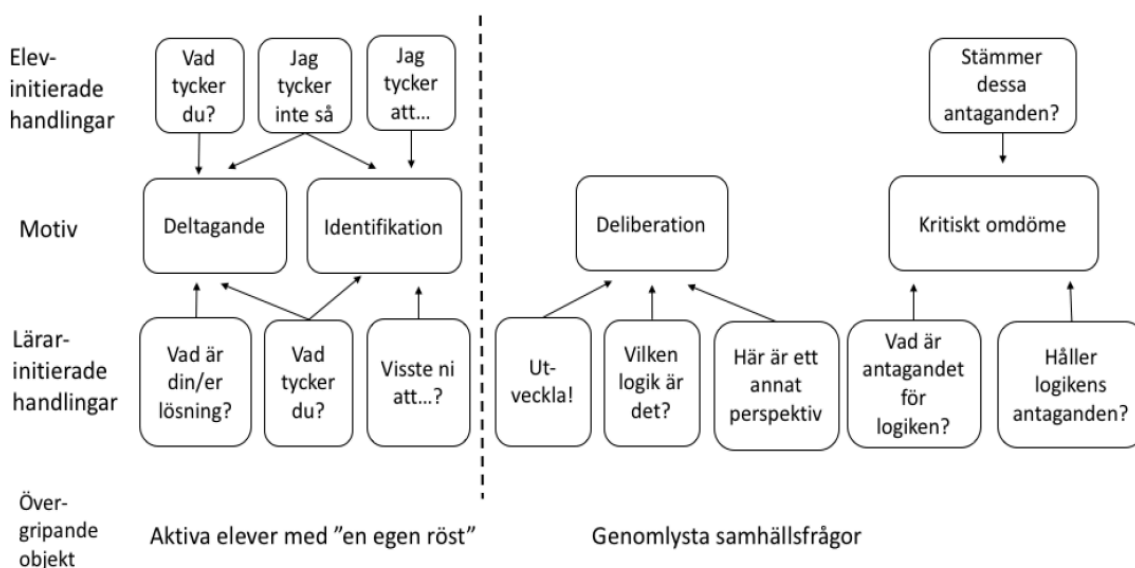 Elev-
initierade
handlingar
Vad
tycker
du?
Jag
tycker
inte så
Jag
tycker
att...
Stämmer
dessa
antaganden?
Motiv
Deltagande
Identifikation
Deliberation
Kritiskt omdöme
Lärar-
initierade
handlingar
Vad är
din/er
lösning?
Vad
tycker
du?
Visste ni
att...?
Ut-
veckla!
Vilken
logik är
det?
Här är ett
annat
perspektiv
Vad är
antagandet
för
logiken?
Håller
logikens
antaganden?
Över-
gripande
objekt
Aktiva elever med ”en egen röst”
Genomlysta samhällsfrågor